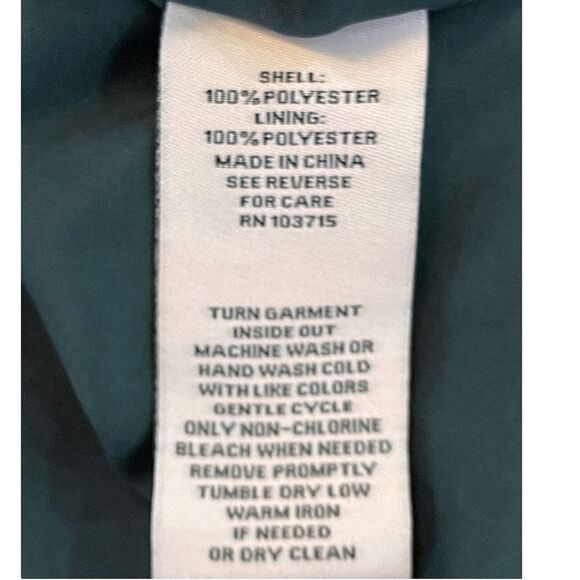 SHELL:
100% POLYESTER
LINING:
100% POLYESTER
MADE IN CHINA
SEE REVERSE
FOR CARE
RN 103715
TURN GARMENT
INSIDE OUT
MACHINE WASH OR
HAND WASH COLD
WITH LIKE COLORS
GENTLE CYCLE
ONLY NON-CHLORINE
BLEACH WHEN NEEDED
REMOVE PROMPTLY
TUMBLE DRY LOW
WARM IRON
IF NEEDED
OR DRY CLEAN